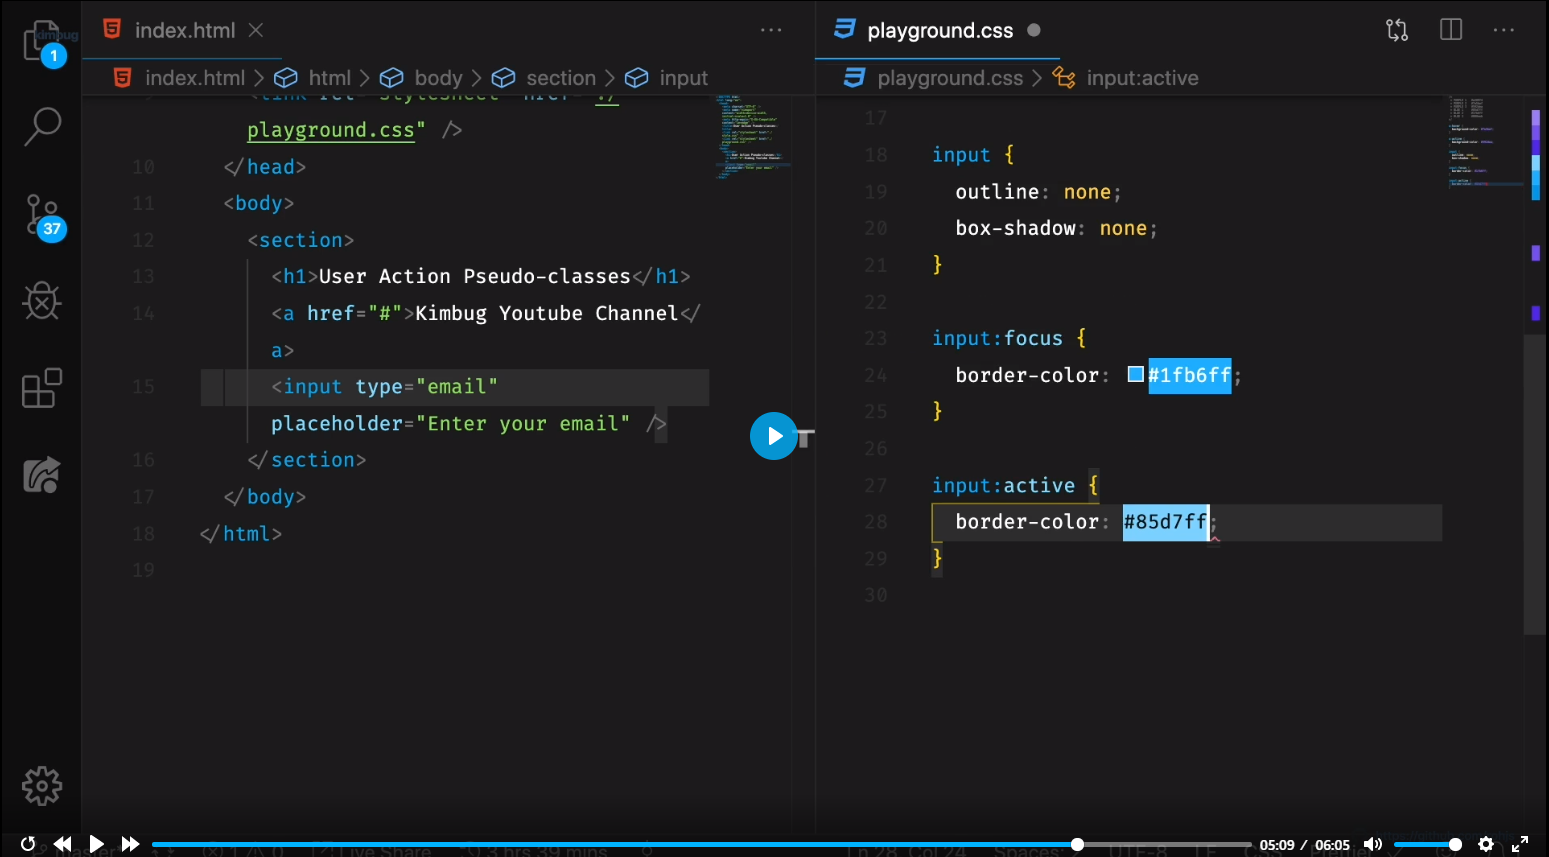 kimbug
1
37
index.html
index.html > html > body > section > input
<link rel="stylesheet" href="./
playground.css" />
10 </head>
11 <body>
12 <section>
13 <h1>User Action Pseudo-classes</h1>
14 <a href="#">Kimbug Youtube Channel</
a>
15 <input type="email"
placeholder="Enter your email" />
16 </section>
17 </body>
18 </html>
19
playground.css
playground.css > input:active
17
18 input {
19 outline: none;
20 box-shadow: none;
21 }
22
23 input:focus {
24 border-color: #1fb6ff;
25 }
26
27 input:active {
28 border-color: #85d7ff;
29 }
30
05:09 / 06:05